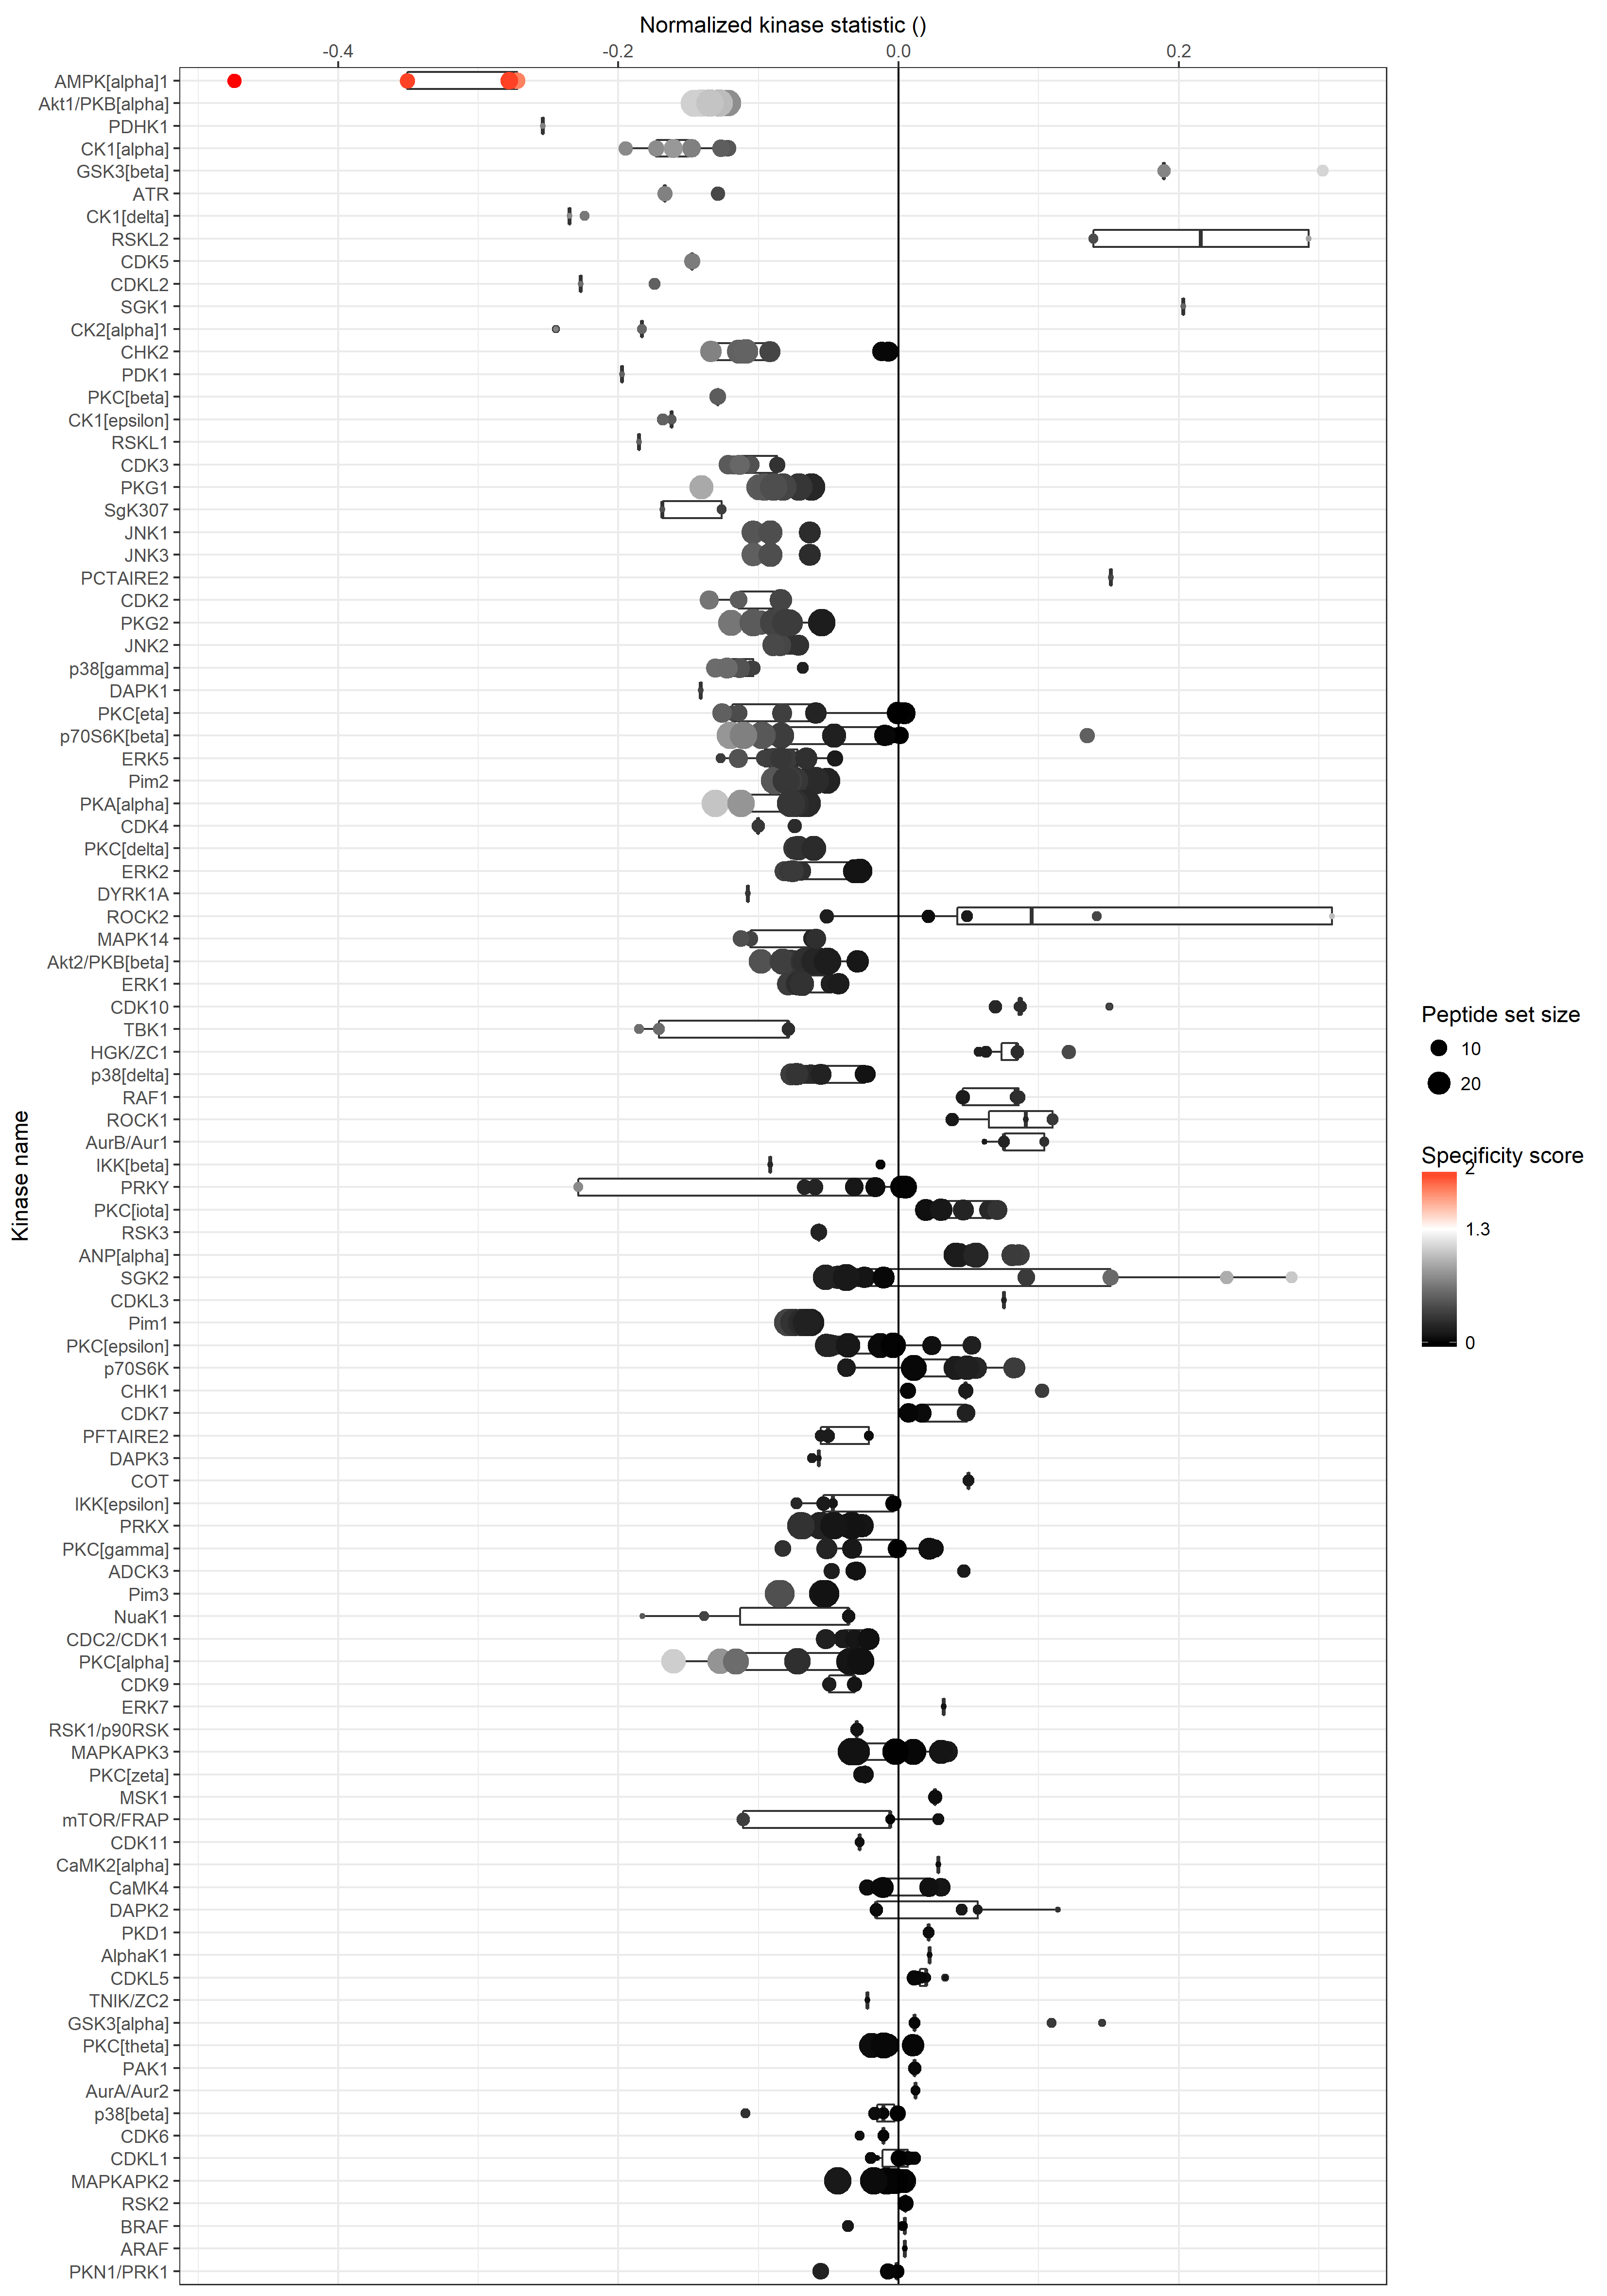 Normalized kinase statistic ()
-0.4 -0.2 0.0 0.2
AMPK[alpha]1
Akt1/PKB[alpha]
PDHK1
CK1[alpha]
GSK3[beta]
ATR
CK1[delta]
RSKL2
CDK5
CDKL2
SGK1
CK2[alpha]1
CHK2
PDK1
PKC[beta]
CK1[epsilon]
RSKL1
CDK3
PKG1
SgK307
JNK1
JNK3
PCTAIRE2
CDK2
PKG2
JNK2
p38[gamma]
DAPK1
PKC[eta]
p70S6K[beta]
ERK5
Pim2
PKA[alpha]
CDK4
PKC[delta]
ERK2
DYRK1A
ROCK2
MAPK14
Akt2/PKB[beta]
ERK1
CDK10
TBK1
HGK/ZC1
p38[delta]
RAF1
ROCK1
AurB/Aur1
IKK[beta]
PRKY
PKC[iota]
RSK3
ANP[alpha]
SGK2
CDKL3
Pim1
PKC[epsilon]
p70S6K
CHK1
CDK7
PFTAIRE2
DAPK3
COT
IKK[epsilon]
PRKX
PKC[gamma]
ADCK3
Pim3
NuaK1
CDC2/CDK1
PKC[alpha]
CDK9
ERK7
RSK1/p90RSK
MAPKAPK3
PKC[zeta]
MSK1
mTOR/FRAP
CDK11
CaMK2[alpha]
CaMK4
DAPK2
PKD1
AlphaK1
CDKL5
TNIK/ZC2
GSK3[alpha]
PKC[theta]
PAK1
AurA/Aur2
p38[beta]
CDK6
CDKL1
MAPKAPK2
RSK2
BRAF
ARAF
PKN1/PRK1
Kinase name
Peptide set size
10
20
Specificity score
2
1.3
0